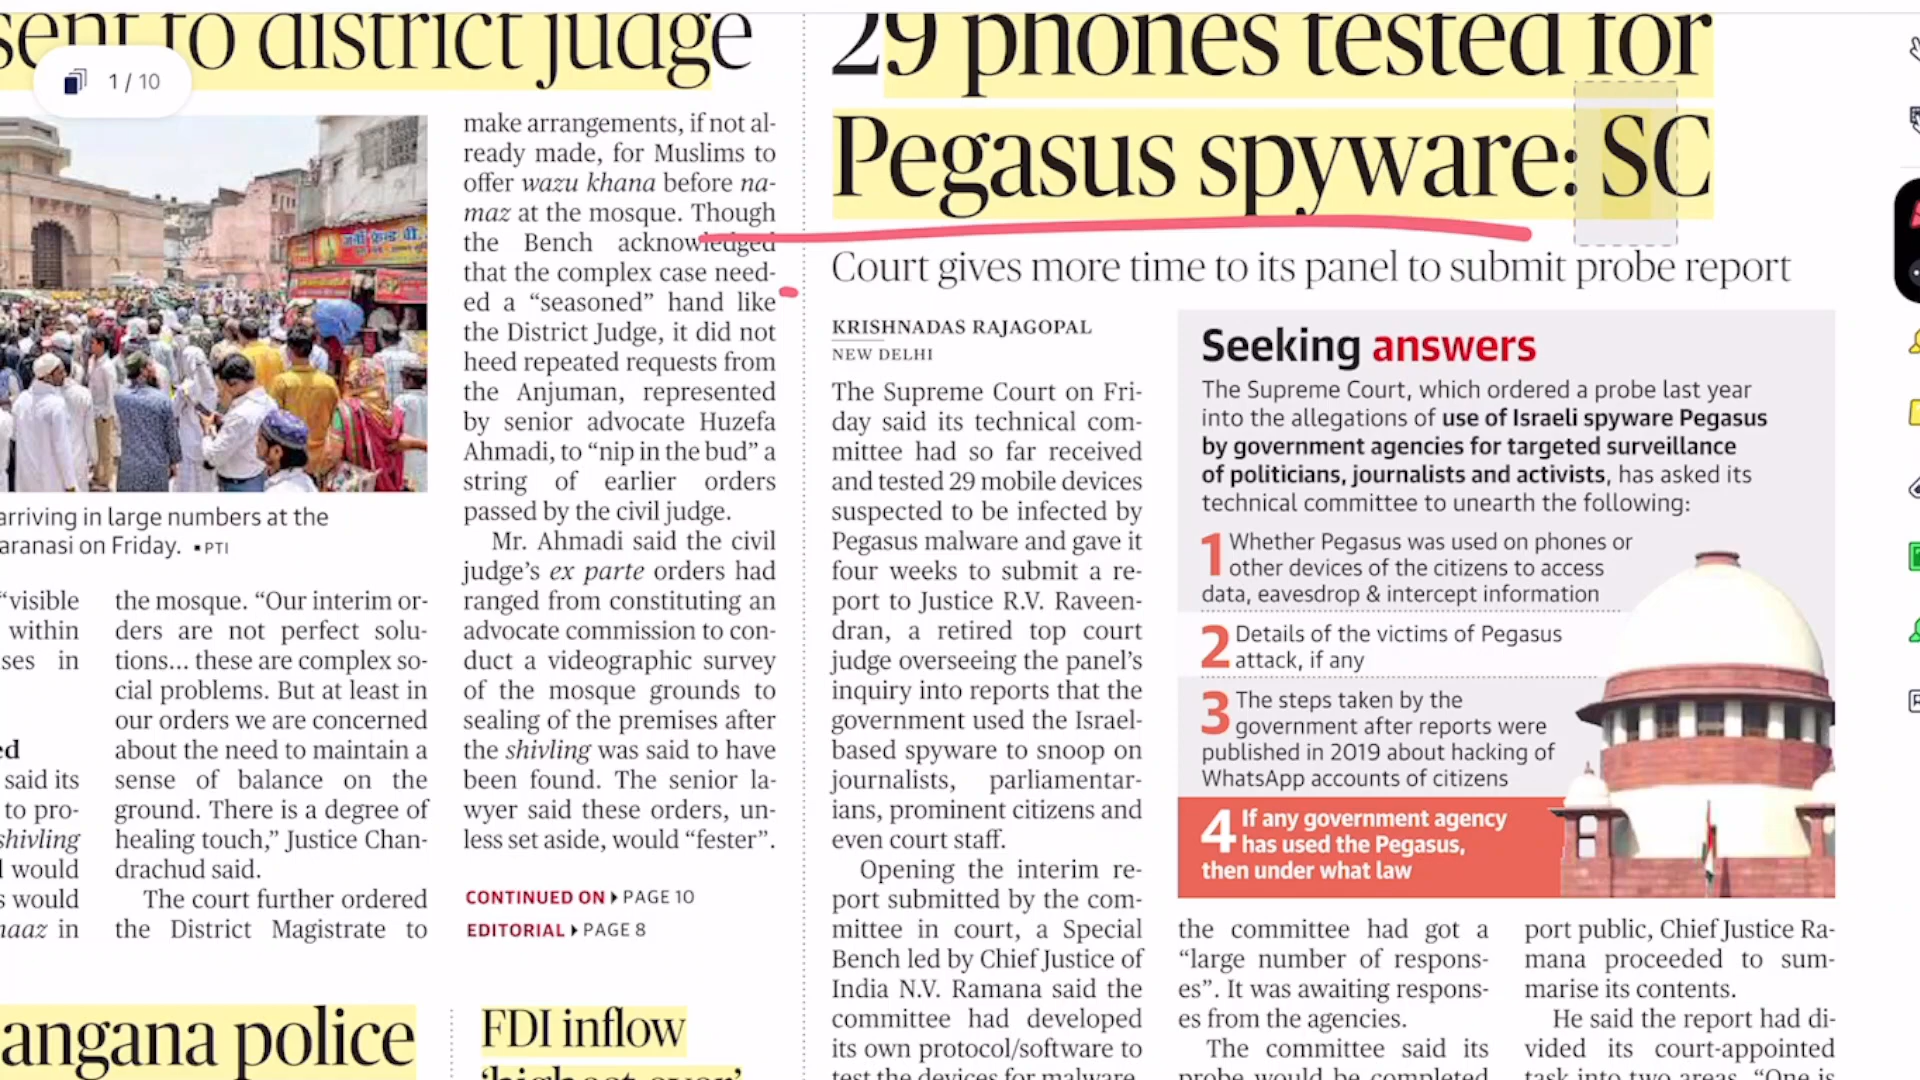 sent to district judge
1 / 10
arriving in large numbers at the
aranasi on Friday. ▪PTI
“visible
within
ses in
ed
said its
to pro-
shivling
would
s would
naaz in
the mosque. “Our interim or-
ders are not perfect solu-
tions... these are complex so-
cial problems. But at least in
our orders we are concerned
about the need to maintain a
sense of balance on the
ground. There is a degree of
healing touch,” Justice Chan-
drachud said.
The court further ordered
the District Magistrate to
make arrangements, if not al-
ready made, for Muslims to
offer wazu khana before na-
maz at the mosque. Though
the Bench acknowledged
that the complex case need-
ed a “seasoned” hand like
the District Judge, it did not
heed repeated requests from
the Anjuman, represented
by senior advocate Huzefa
Ahmadi, to “nip in the bud” a
string of earlier orders
passed by the civil judge.
Mr. Ahmadi said the civil
judge’s ex parte orders had
ranged from constituting an
advocate commission to con-
duct a videographic survey
of the mosque grounds to
sealing of the premises after
the shivling was said to have
been found. The senior la-
wyer said these orders, un-
less set aside, would “fester”.
CONTINUED ON ▸ PAGE 10
EDITORIAL ▸ PAGE 8
angana police
FDI inflow
‘highest ever’
29 phones tested for
Pegasus spyware: SC
Court gives more time to its panel to submit probe report
KRISHNADAS RAJAGOPAL
NEW DELHI
The Supreme Court on Fri-
day said its technical com-
mittee had so far received
and tested 29 mobile devices
suspected to be infected by
Pegasus malware and gave it
four weeks to submit a re-
port to Justice R.V. Raveen-
dran, a retired top court
judge overseeing the panel’s
inquiry into reports that the
government used the Israel-
based spyware to snoop on
journalists, parliamentar-
ians, prominent citizens and
even court staff.
Opening the interim re-
port submitted by the com-
mittee in court, a Special
Bench led by Chief Justice of
India N.V. Ramana said the
committee had developed
its own protocol/software to
test the devices for malware.
Seeking answers
The Supreme Court, which ordered a probe last year
into the allegations of use of Israeli spyware Pegasus
by government agencies for targeted surveillance
of politicians, journalists and activists, has asked its
technical committee to unearth the following:
1 Whether Pegasus was used on phones or
other devices of the citizens to access
data, eavesdrop & intercept information
2 Details of the victims of Pegasus
attack, if any
3 The steps taken by the
government after reports were
published in 2019 about hacking of
WhatsApp accounts of citizens
4 If any government agency
has used the Pegasus,
then under what law
the committee had got a
“large number of respons-
es”. It was awaiting respons-
es from the agencies.
The committee said its
probe would be completed
port public, Chief Justice Ra-
mana proceeded to sum-
marise its contents.
He said the report had di-
vided its court-appointed
task into two areas. “One is